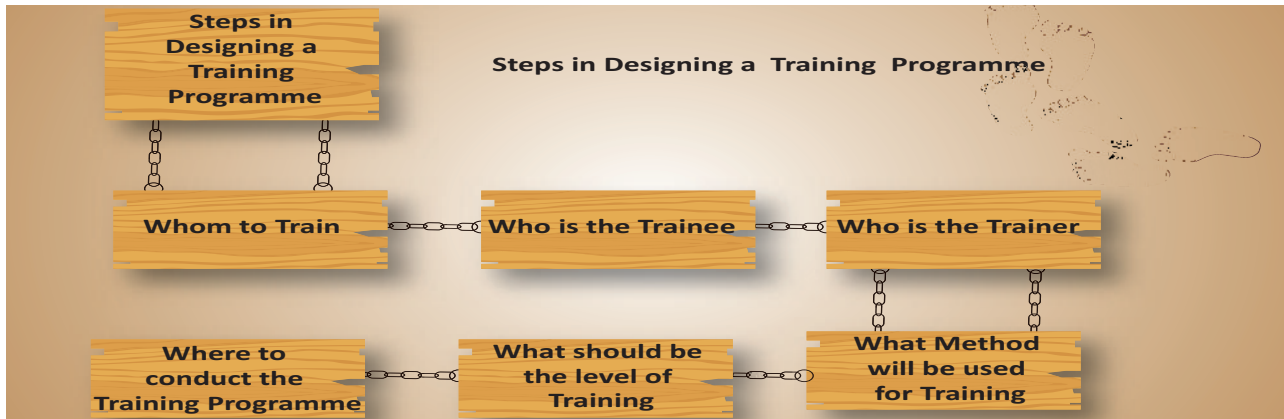 Steps in
Designing a
Training
Programme
Steps in Designing a Training Programme
Whom to Train
Who is the Trainee
Who is the Trainer
What Method
will be used
for Training
What should be
the level of
Training
Where to
conduct the
Training Programme